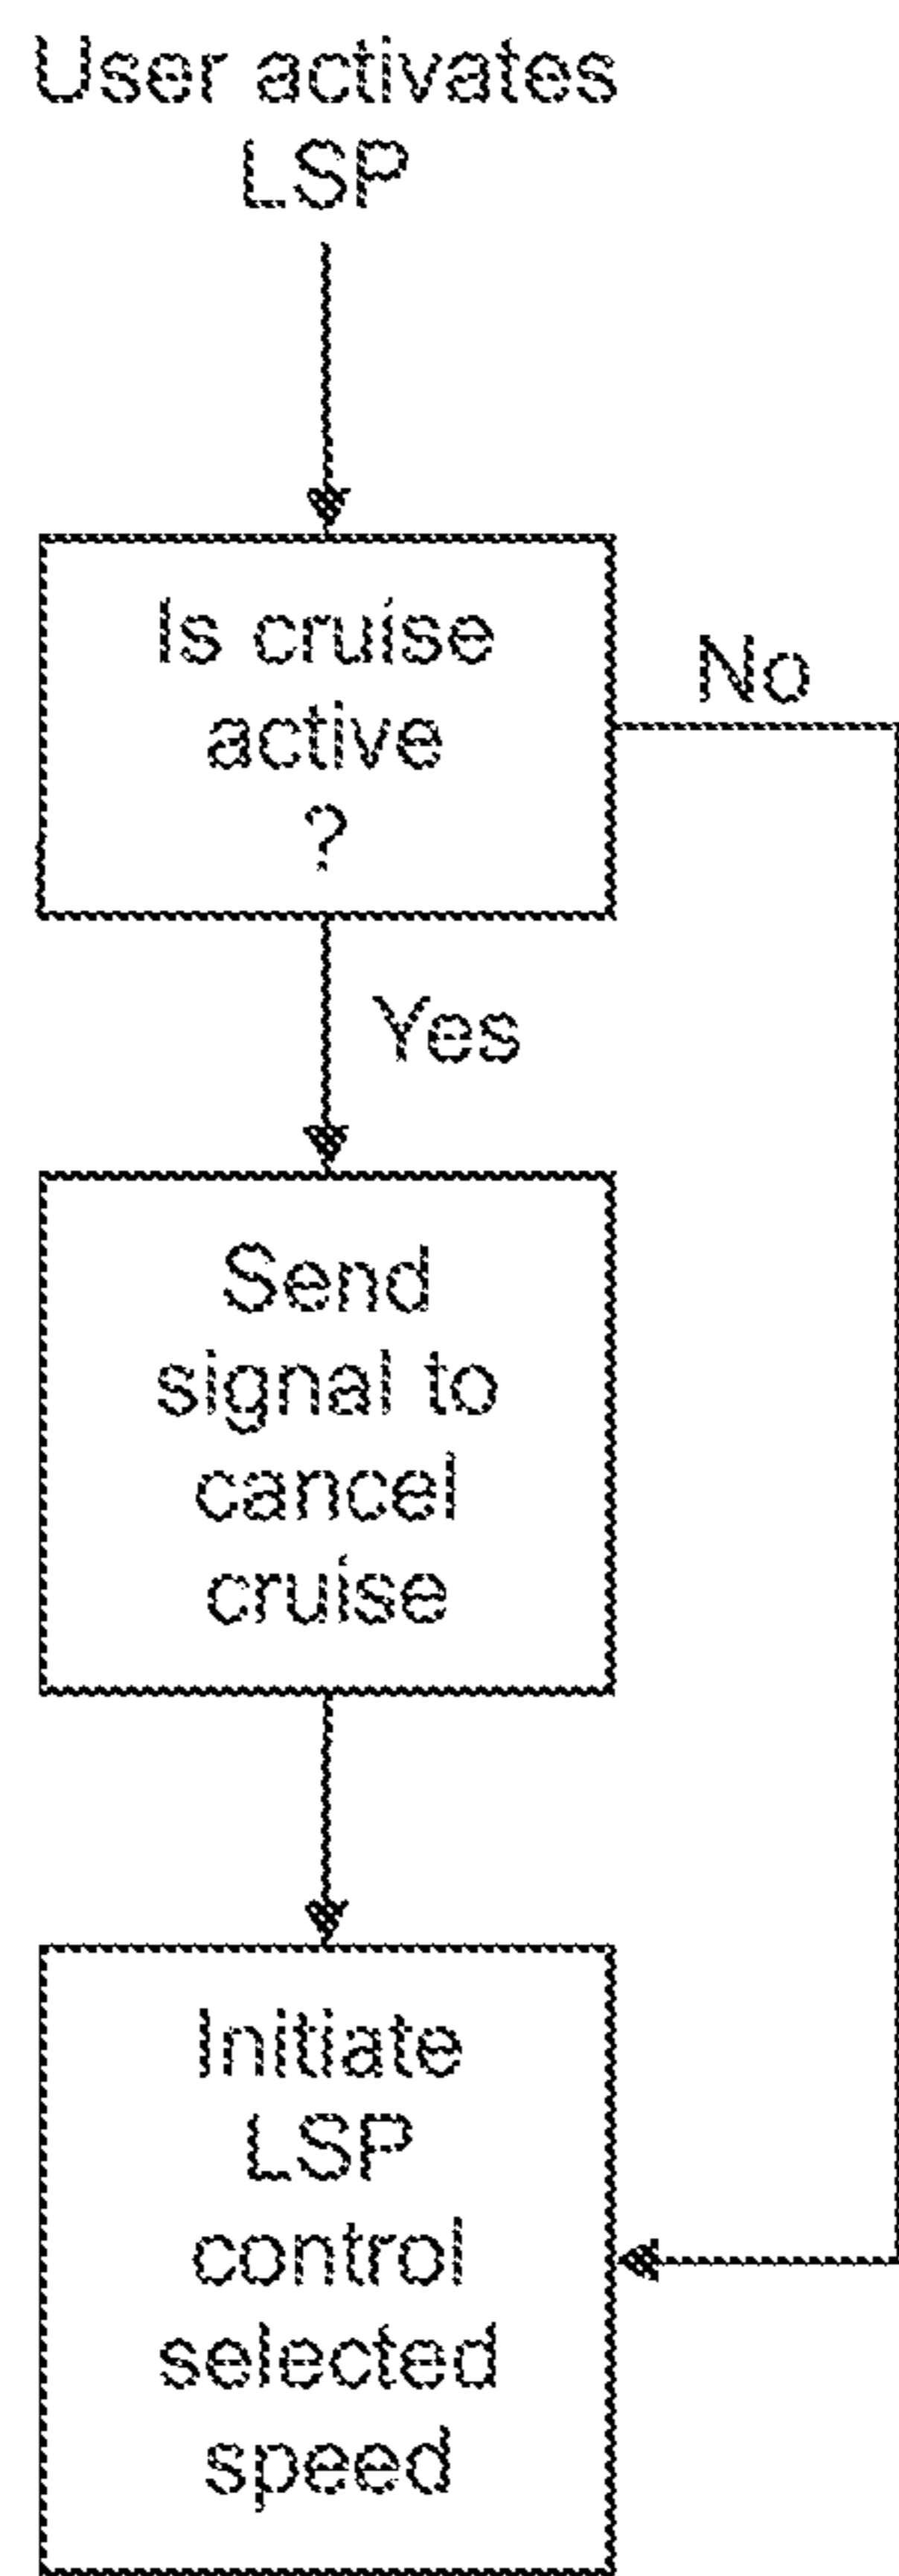 User activates
LSP
Is cruise
active
?
No
Yes
Send
signal to
cancel
cruise
Initiate
LSP
control
selected
speed